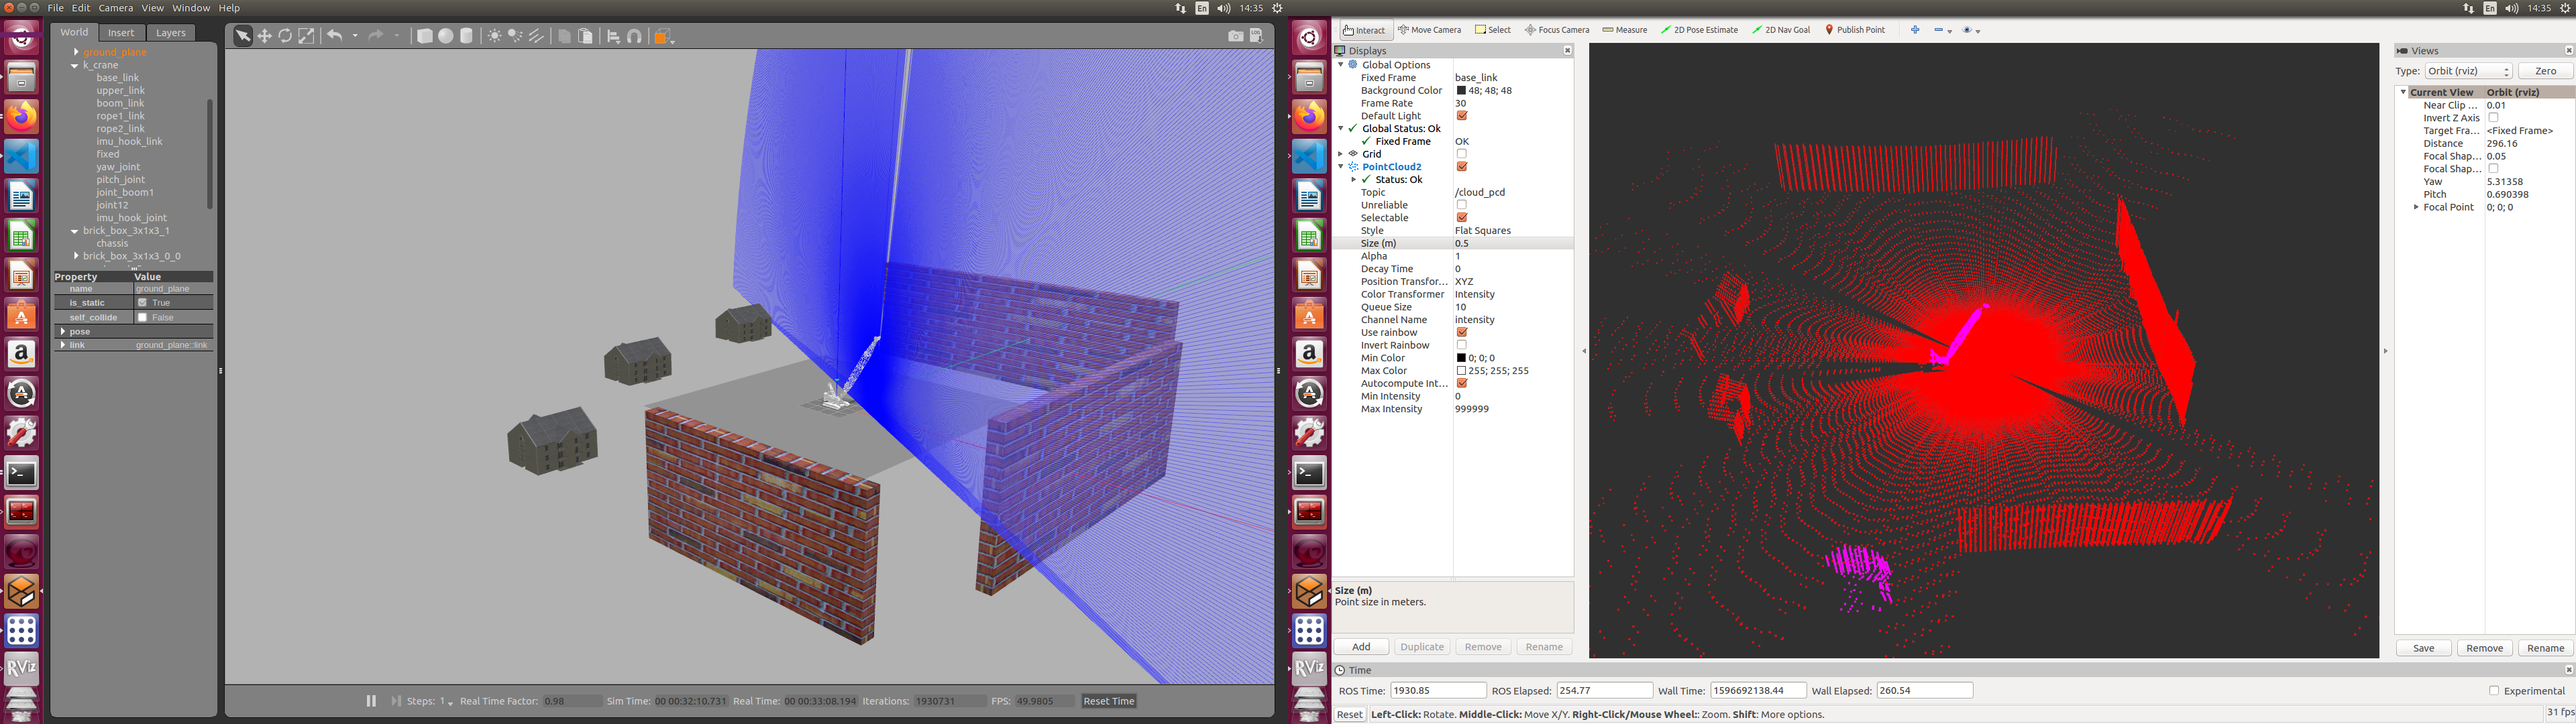 File Edit Camera View Window Help
En 14:35
World Insert Layers
ground_plane
k_crane
base_link
upper_link
boom_link
rope1_link
rope2_link
imu_hook_link
fixed
yaw_joint
pitch_joint
joint_boom1
joint12
imu_hook_joint
brick_box_3x1x3_1
chassis
brick_box_3x1x3_0_0
Property Value
name ground_plane
is_static True
self_collide False
pose
link ground_plane::link
LOG
Steps: 1 Real Time Factor: 0.98 Sim Time: 00 00:32:10.731 Real Time: 00 00:33:08.194 Iterations: 1930731 FPS: 49.9805 Reset Time
En 14:35
Interact Move Camera Select Focus Camera Measure 2D Pose Estimate 2D Nav Goal Publish Point
Displays
Global Options
Fixed Frame base_link
Background Color 48; 48; 48
Frame Rate 30
Default Light
Global Status: Ok
Fixed Frame OK
Grid
PointCloud2
Status: Ok
Topic /cloud_pcd
Unreliable
Selectable
Style Flat Squares
Size (m) 0.5
Alpha 1
Decay Time 0
Position Transfor... XYZ
Color Transformer Intensity
Queue Size 10
Channel Name intensity
Use rainbow
Invert Rainbow
Min Color 0; 0; 0
Max Color 255; 255; 255
Autocompute Int...
Min Intensity 0
Max Intensity 999999
Size (m)
Point size in meters.
Add Duplicate Remove Rename
Views
Type: Orbit (rviz) Zero
Current View Orbit (rviz)
Near Clip ... 0.01
Invert Z Axis
Target Fra... <Fixed Frame>
Distance 296.16
Focal Shap... 0.05
Focal Shap...
Yaw 5.31358
Pitch 0.690398
Focal Point 0; 0; 0
Save Remove Rename
Time
ROS Time: 1930.85 ROS Elapsed: 254.77 Wall Time: 1596692138.44 Wall Elapsed: 260.54 Experimental
Reset Left-Click: Rotate. Middle-Click: Move X/Y. Right-Click/Mouse Wheel:: Zoom. Shift: More options. 31 fps
RViz
RViz